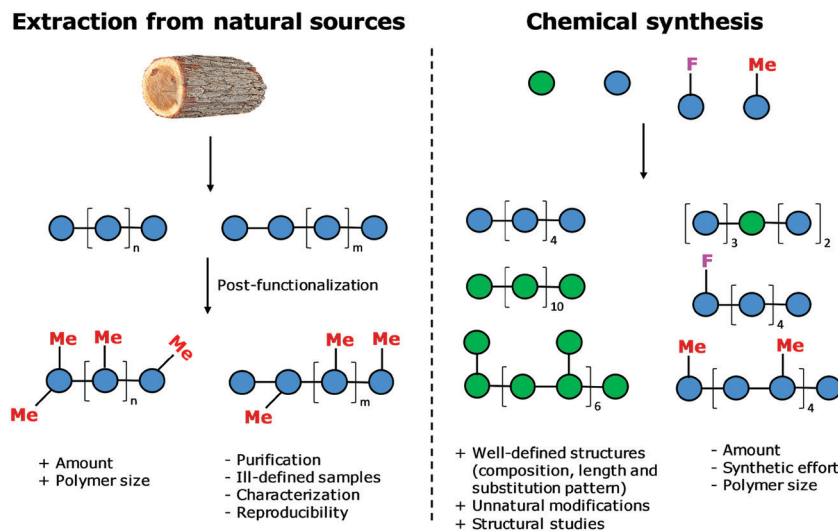 Extraction from natural sources
n
m
Post-functionalization
Me
Me
Me
Me
n
Me
Me
Me
m
+ Amount
+ Polymer size
- Purification
- Ill-defined samples
- Characterization
- Reproducibility
Chemical synthesis
F
Me
4
3
2
10
F
4
6
Me
Me
4
+ Well-defined structures
(composition, length and
substitution pattern)
+ Unnatural modifications
+ Structural studies
- Amount
- Synthetic effort
- Polymer size